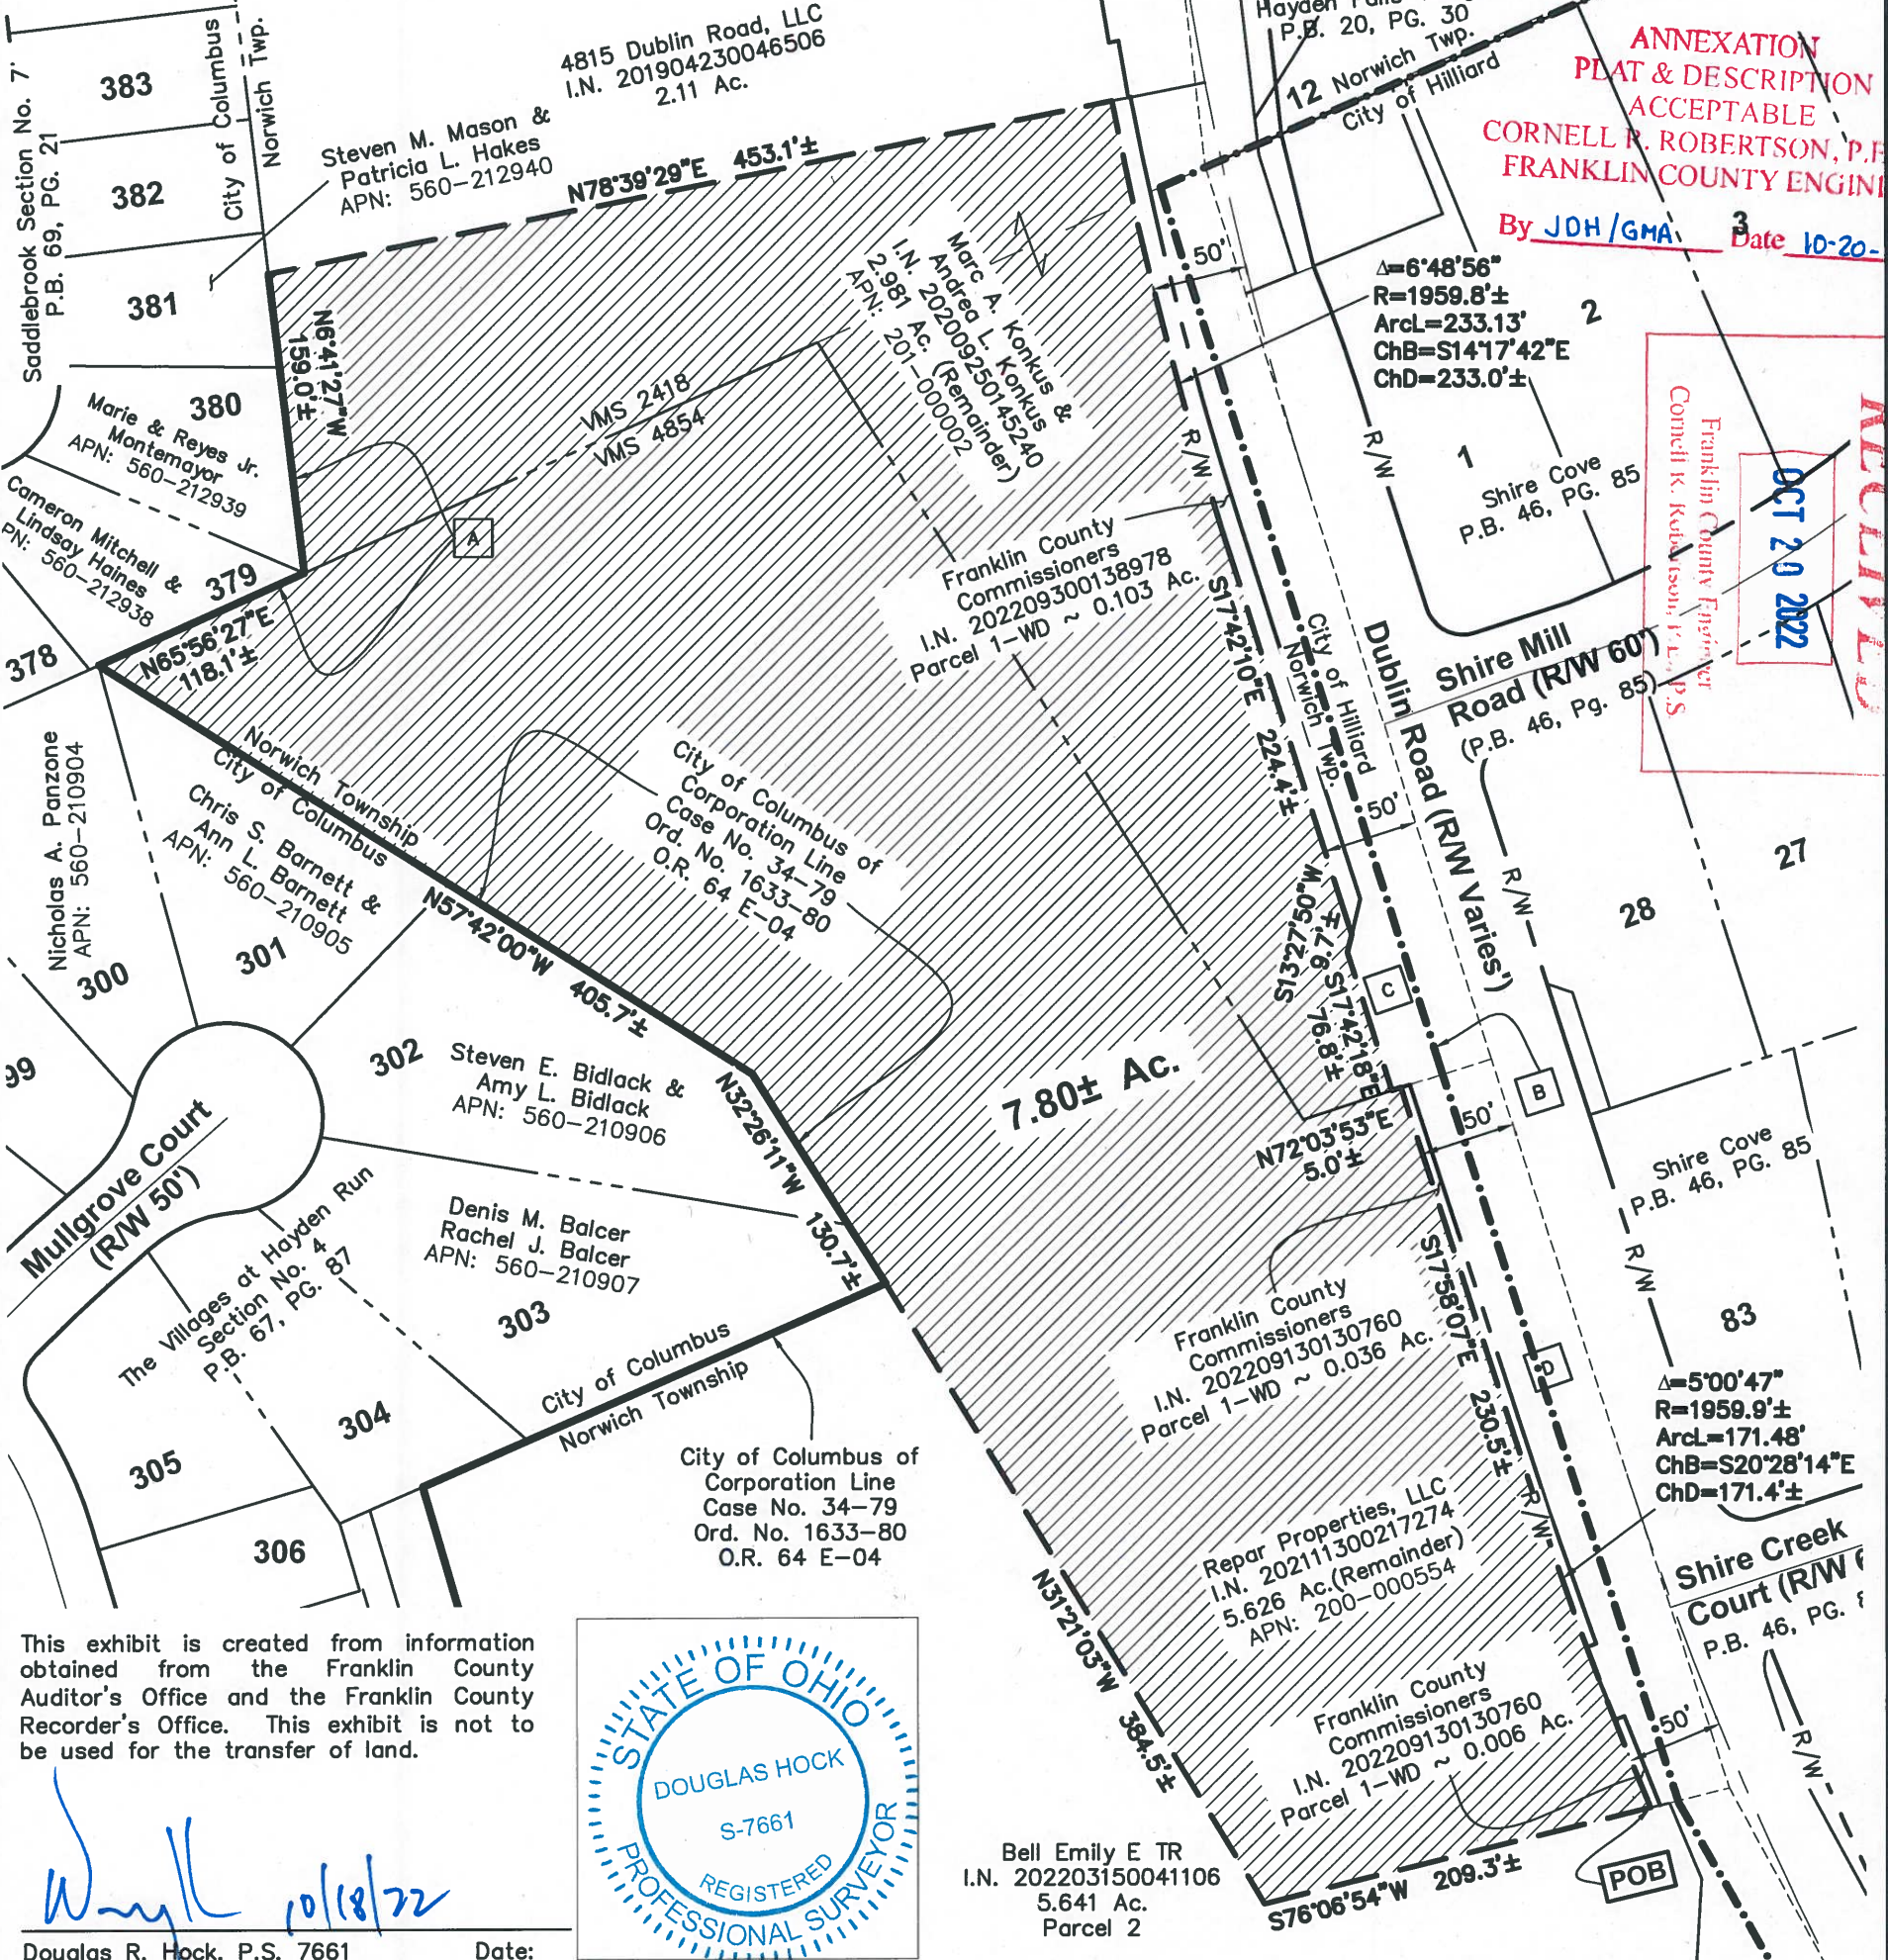 Saddlebrook Section No. 7
P.B. 69, PG. 21
383
382
381
380
379
378
City of Columbus
Norwich Twp.
4815 Dublin Road, LLC
I.N. 201904230046506
2.11 Ac.
Steven M. Mason &
Patricia L. Hakes
APN: 560-212940
N78°39'29"E 453.1'±
Hayden
P.B. 20, PG. 30
12 Norwich Twp.
City of Hilliard
ANNEXATION
PLAT & DESCRIPTION
ACCEPTABLE
CORNELL R. ROBERTSON, P.E
FRANKLIN COUNTY ENGIN
By JDH/GMA Date 10-20-
3
2
1
50'
Δ=6°48'56"
R=1959.8'±
ArcL=233.13'
ChB=S14°17'42"E
ChD=233.0'±
RECEIVED
OCT 20 2022
Franklin County Engineer
Cornell R. Robertson, P.E., P.S.
Marc A. Konkus &
Andrea L. Konkus
I.N. 202009250145240
2.981 Ac. (Remainder)
APN: 201-000002
N6°41'27"W
159.0'±
VMS 2418
VMS 4854
A
Marie & Reyes Jr.
Montemayor
APN: 560-212939
Cameron Mitchell &
Lindsay Haines
PN: 560-212938
N65°56'27"E
118.1'±
R/W
R/W
Shire Cove
P.B. 46, PG. 85
Franklin County
Commissioners
I.N. 202209300138978
Parcel 1-WD ~ 0.103 Ac.
S17°42'10"E 224.4'±
City of Hilliard
Norwich Twp.
Dublin Road (R/W Varies')
Shire Mill
Road (R/W 60')
(P.B. 46, Pg. 85)
Nicholas A. Panzone
APN: 560-210904
300
Norwich Township
City of Columbus
Chris S. Barnett &
Ann L. Barnett
APN: 560-210905
301
N57°42'00"W 405.7'±
City of Columbus of
Corporation Line
Case No. 34-79
Ord. No. 1633-80
O.R. 64 E-04
50'
R/W
28
27
S13°27'50"W
9.7'±
S17°42'18"E
76.8'±
C
B
99
302
Steven E. Bidlack &
Amy L. Bidlack
APN: 560-210906
N32°26'11"W 130.7'±
7.80± Ac.
N72°03'53"E
5.0'±
50'
Shire Cove
P.B. 46, PG. 85
R/W
83
Mullgrove Court
(R/W 50')
The Villages at Hayden Run
Section No. 4
P.B. 67, PG. 87
Denis M. Balcer
Rachel J. Balcer
APN: 560-210907
303
City of Columbus
Norwich Township
304
305
306
City of Columbus of
Corporation Line
Case No. 34-79
Ord. No. 1633-80
O.R. 64 E-04
S17°58'07"E 230.5'±
Franklin County
Commissioners
I.N. 202209130130760
Parcel 1-WD ~ 0.036 Ac.
D
Δ=5°00'47"
R=1959.9'±
ArcL=171.48'
ChB=S20°28'14"E
ChD=171.4'±
R/W
Repar Properties, LLC
I.N. 202111300217274
5.626 Ac.(Remainder)
APN: 200-000554
N31°21'03"W 384.5'±
Shire Creek
Court (R/W
P.B. 46, PG.
R/W
50'
Franklin County
Commissioners
I.N. 202209130130760
Parcel 1-WD ~ 0.006 Ac.
POB
S76°06'54"W 209.3'±
Bell Emily E TR
I.N. 202203150041106
5.641 Ac.
Parcel 2
This exhibit is created from information
obtained from the Franklin County
Auditor's Office and the Franklin County
Recorder's Office. This exhibit is not to
be used for the transfer of land.
10/18/22
Douglas R. Hock, P.S. 7661 Date:
STATE OF OHIO
DOUGLAS HOCK
S-7661
REGISTERED
PROFESSIONAL SURVEYOR